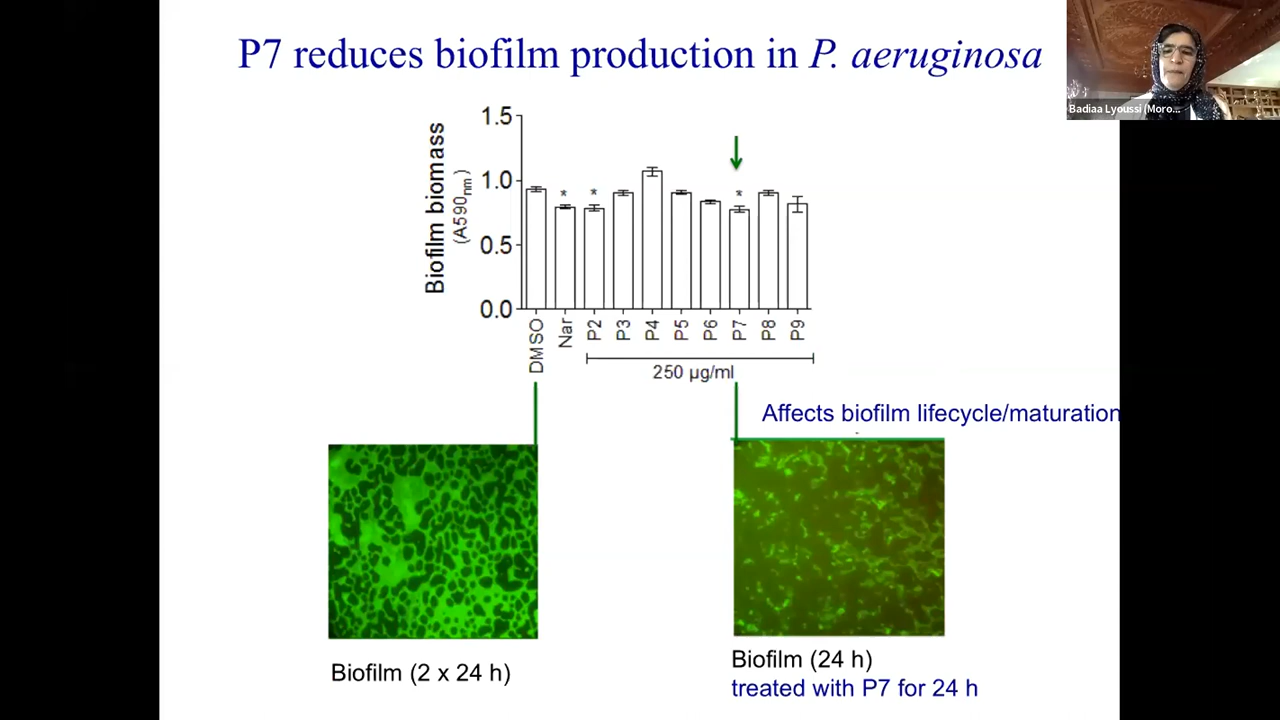 P7 reduces biofilm production in P. aeruginosa
Badiaa Lyoussi (Moro...
Biofilm biomass
(A590nm)
1.5
1.0
0.5
0.0
* * *
DMSO Nar P2 P3 P4 P5 P6 P7 P8 P9
250 µg/ml
Affects biofilm lifecycle/maturation
Biofilm (2 x 24 h)
Biofilm (24 h)
treated with P7 for 24 h